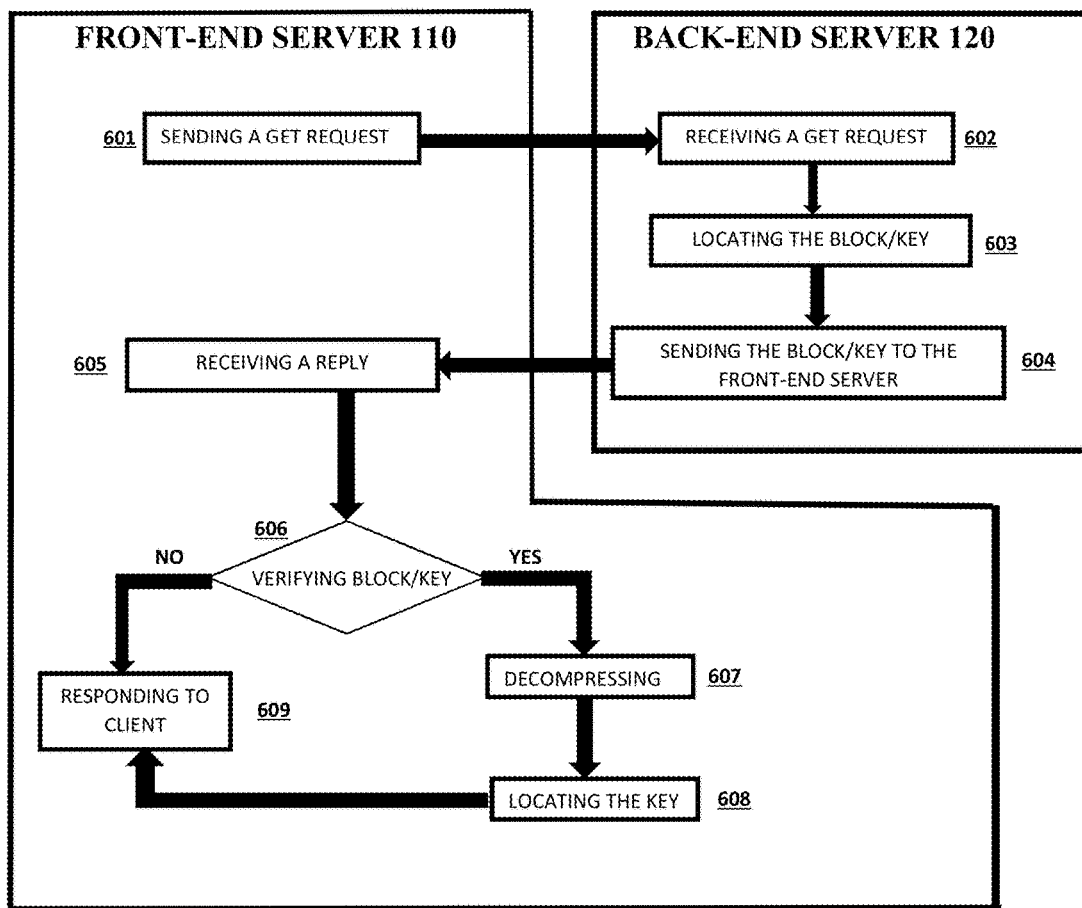 FRONT-END SERVER 110
BACK-END SERVER 120
601
SENDING A GET REQUEST
RECEIVING A GET REQUEST
602
LOCATING THE BLOCK/KEY
603
605
RECEIVING A REPLY
SENDING THE BLOCK/KEY TO THE
FRONT-END SERVER
604
606
NO
VERIFYING BLOCK/KEY
YES
DECOMPRESSING
607
RESPONDING TO
CLIENT
609
LOCATING THE KEY
608